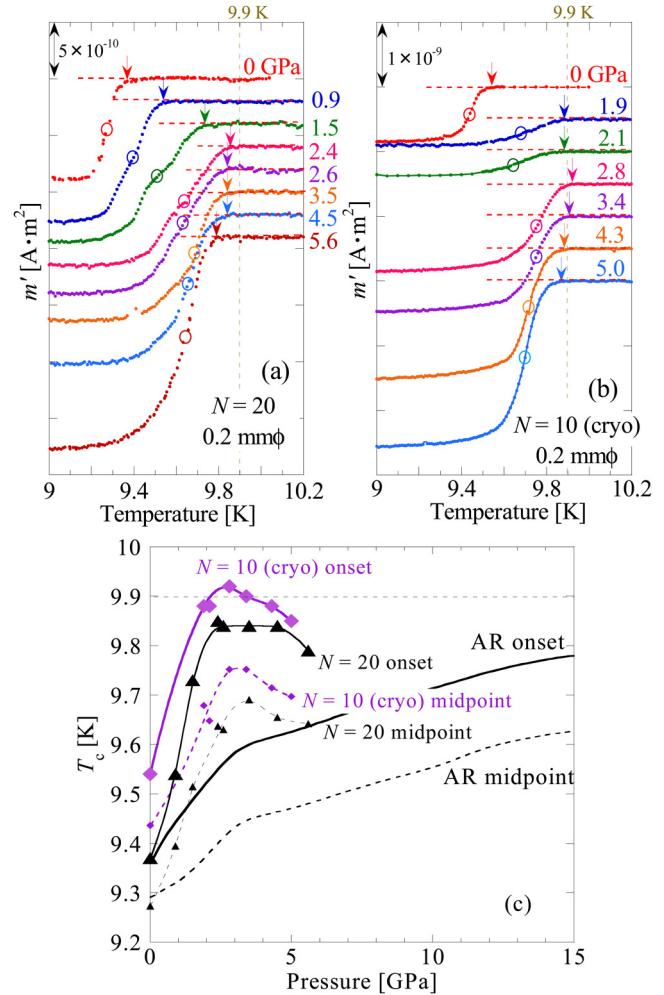 9.9 K
5 × 10⁻¹⁰
0 GPa
0.9
1.5
2.4
2.6
3.5
4.5
5.6
m′ [A·m²]
(a)
N = 20
0.2 mmϕ
9 9.4 9.8 10.2
Temperature [K]
9.9 K
1 × 10⁻⁹
0 GPa
1.9
2.1
2.8
3.4
4.3
5.0
m′ [A·m²]
(b)
N = 10 (cryo)
0.2 mmϕ
9 9.4 9.8 10.2
Temperature [K]
10
9.9
9.8
9.7
9.6
9.5
9.4
9.3
9.2
Tc [K]
N = 10 (cryo) onset
AR onset
N = 20 onset
N = 10 (cryo) midpoint
N = 20 midpoint
AR midpoint
(c)
0 5 10 15
Pressure [GPa]